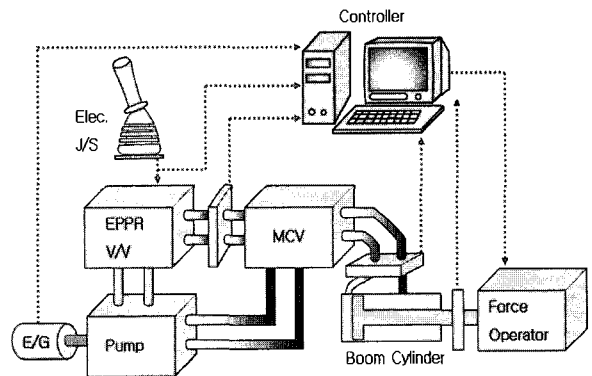 Controller
Elec.
J/S
EPPR
V/V
MCV
E/G
Pump
Boom Cylinder
Force
Operator